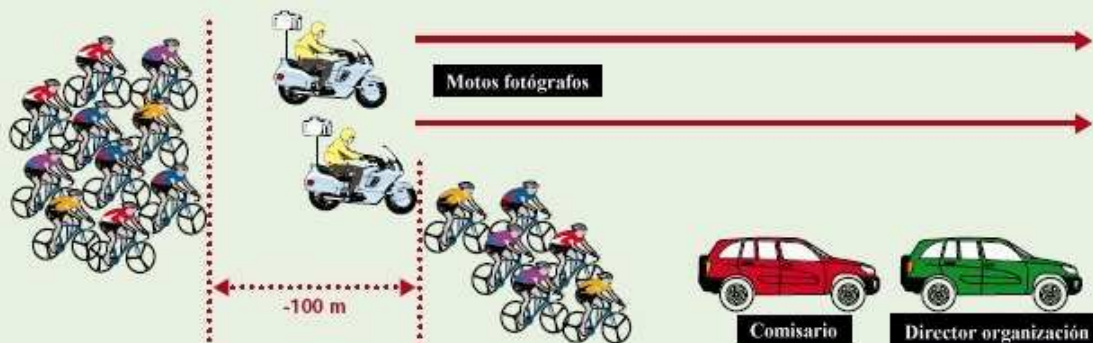 Motos fotógrafos
-100 m
Comisario
Director organización